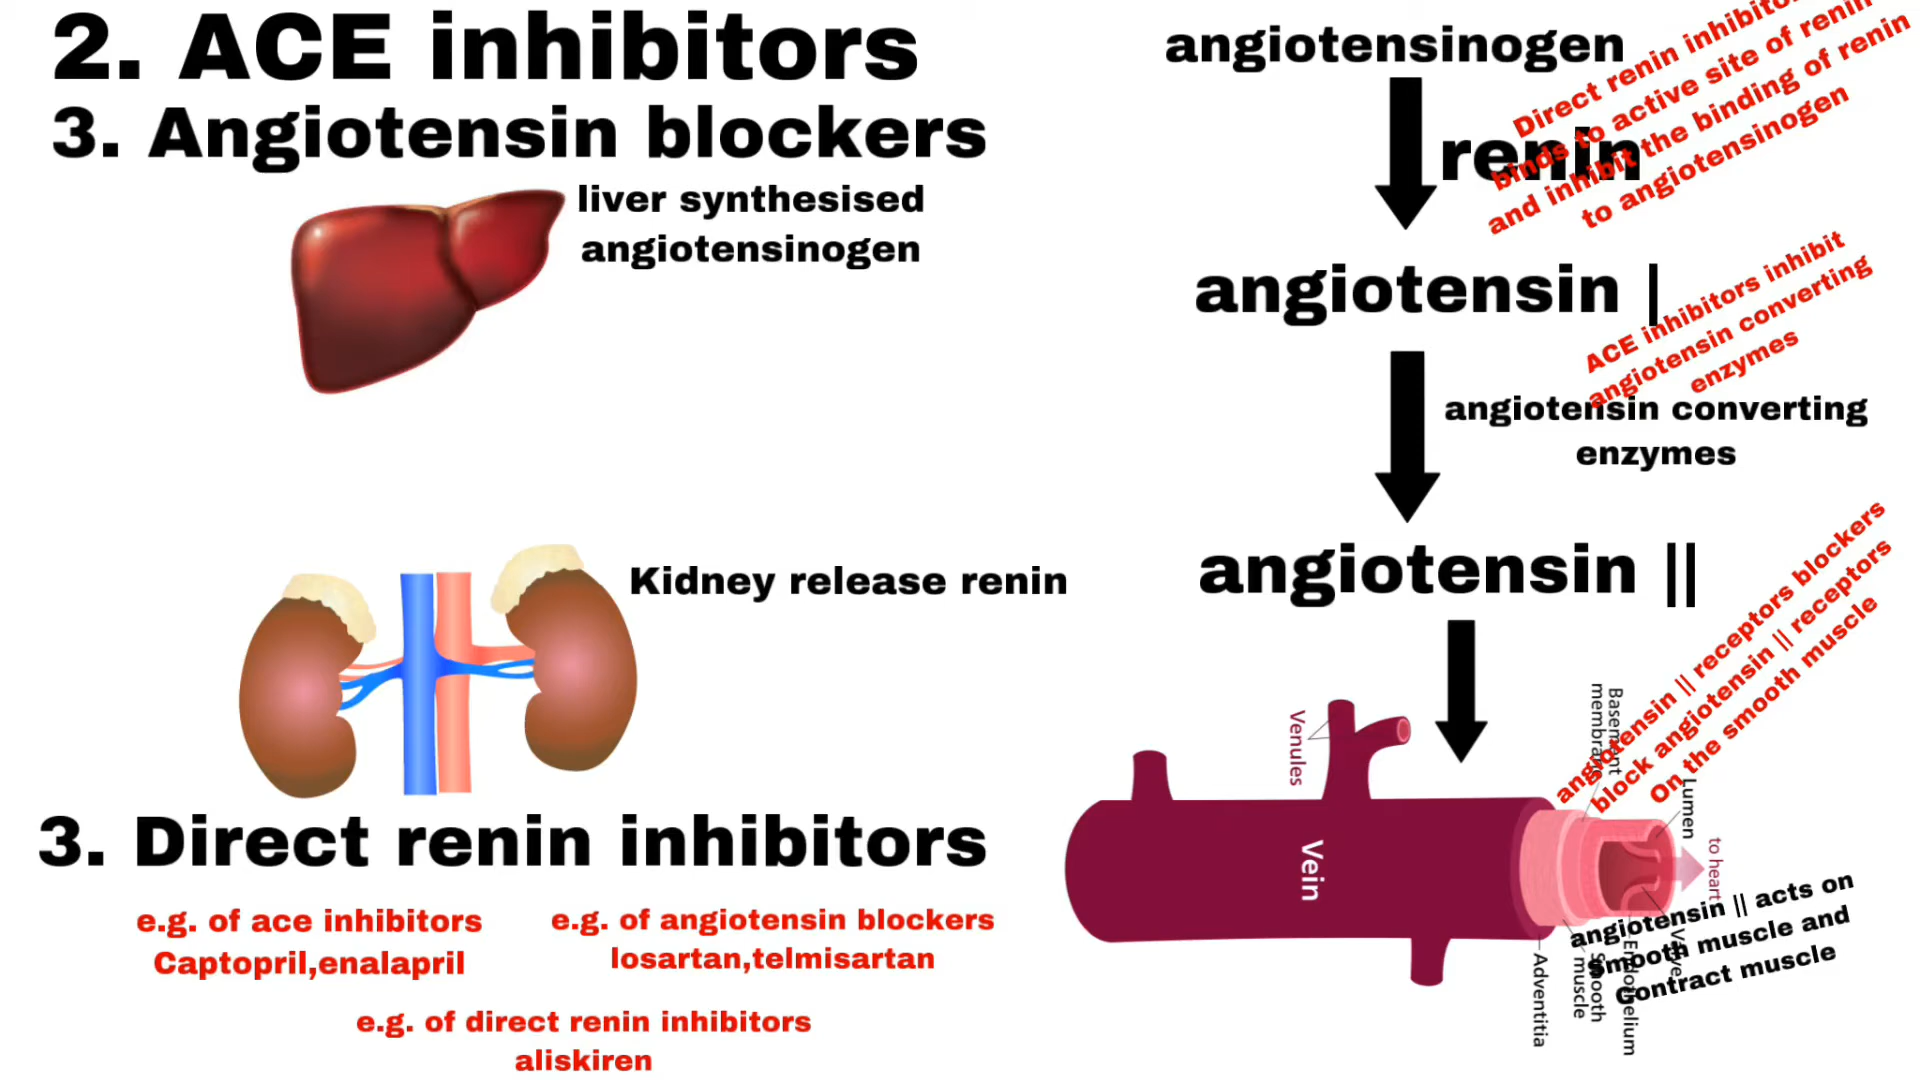 2. ACE inhibitors
3. Angiotensin blockers
liver synthesised
angiotensinogen
Kidney release renin
3. Direct renin inhibitors
e.g. of ace inhibitors
Captopril,enalapril
e.g. of angiotensin blockers
losartan,telmisartan
e.g. of direct renin inhibitors
aliskiren
angiotensinogen
renin
Direct renin inhibitors
binds to active site of renin
and inhibit the binding of renin
to angiotensinogen
angiotensin |
ACE inhibitors inhibit
angiotensin converting
enzymes
angiotensin converting
enzymes
angiotensin ||
angiotensin || receptors blockers
block angiotensin || receptors
On the smooth muscle
Venules
Vein
Basement
membrane
Lumen
to heart
angiotensin || acts on
smooth muscle and
Contract muscle
Valve
Endothelium
Smooth
muscle
Adventitia